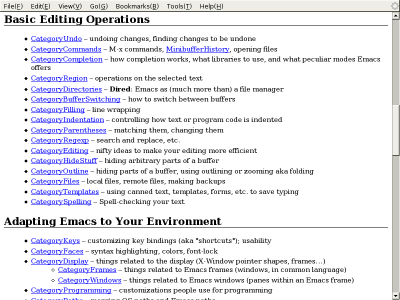 File(F) Edit(E) View(V) Go(G) Bookmarks(B) Tools(T) Help(H)
Basic Editing Operations
CategoryUndo – undoing changes, finding changes to be undone
CategoryCommands – M-x commands, MinibufferHistory, opening files
CategoryCompletion – how completion works, what libraries to use, and what peculiar modes Emacs
offers
CategoryRegion – operations on the selected text
CategoryDirectories – Dired: Emacs as (much more than) a file manager
CategoryBufferSwitching – how to switch between buffers
CategoryFilling – line wrapping
CategoryIndentation – controlling how text or program code is indented
CategoryParentheses – matching them, changing them
CategoryRegexp – search and replace, etc.
CategoryEditing – nifty ideas to make your editing more efficient
CategoryHideStuff – hiding arbitrary parts of a buffer
CategoryOutline – hiding parts of a buffer, using outlining or zooming aka folding
CategoryFiles – local files, remote files, making backups
CategoryTemplates – using canned text, templates, forms, etc. to save typing
CategorySpelling – Spell-checking your text
Adapting Emacs to Your Environment
CategoryKeys – customizing key bindings (aka "shortcuts"); usability
CategoryFaces – syntax highlighting, colors, font-lock
CategoryDisplay – things related to the display (X-Window pointer shapes, frames...)
CategoryFrames – things related to Emacs frames (windows, in common language)
CategoryWindows – things related to Emacs windows (panes within an Emacs frame)
CategoryProgramming – customizations people use for programming